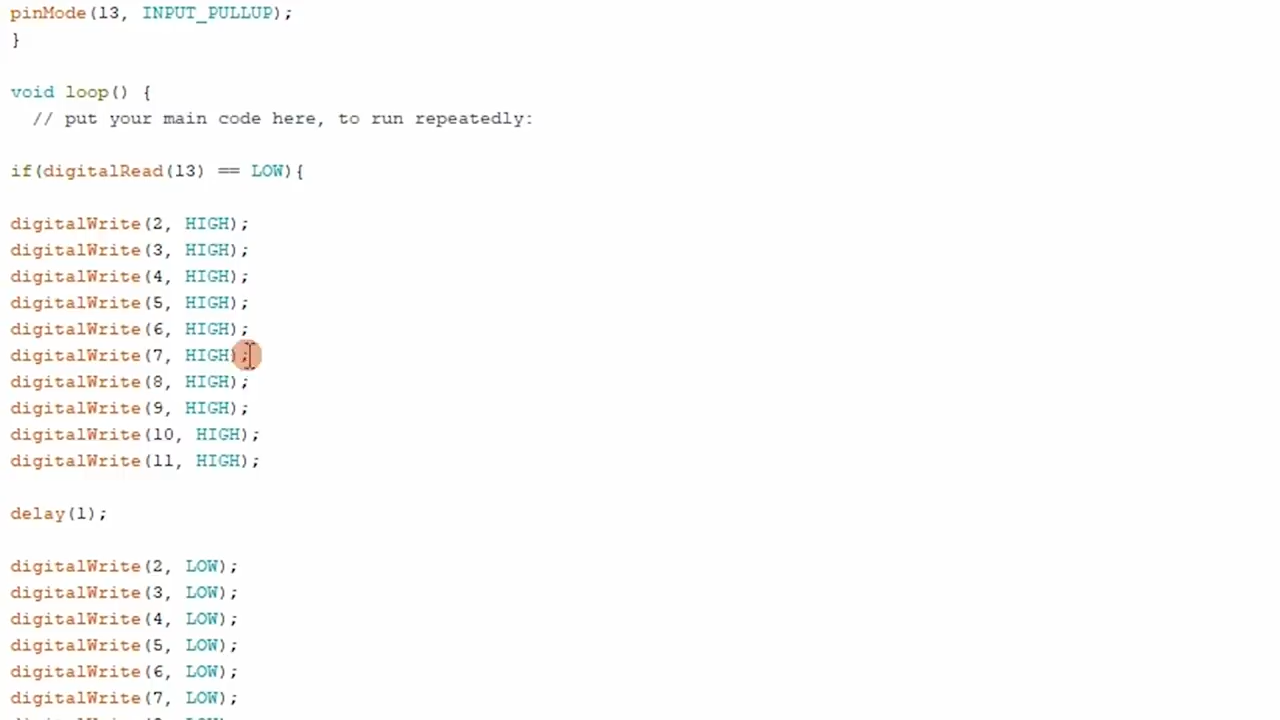 pinMode(13, INPUT_PULLUP);
}
void loop() {
// put your main code here, to run repeatedly:
if(digitalRead(13) == LOW){
digitalWrite(2, HIGH);
digitalWrite(3, HIGH);
digitalWrite(4, HIGH);
digitalWrite(5, HIGH);
digitalWrite(6, HIGH);
digitalWrite(7, HIGH);
digitalWrite(8, HIGH);
digitalWrite(9, HIGH);
digitalWrite(10, HIGH);
digitalWrite(11, HIGH);
delay(1);
digitalWrite(2, LOW);
digitalWrite(3, LOW);
digitalWrite(4, LOW);
digitalWrite(5, LOW);
digitalWrite(6, LOW);
digitalWrite(7, LOW);